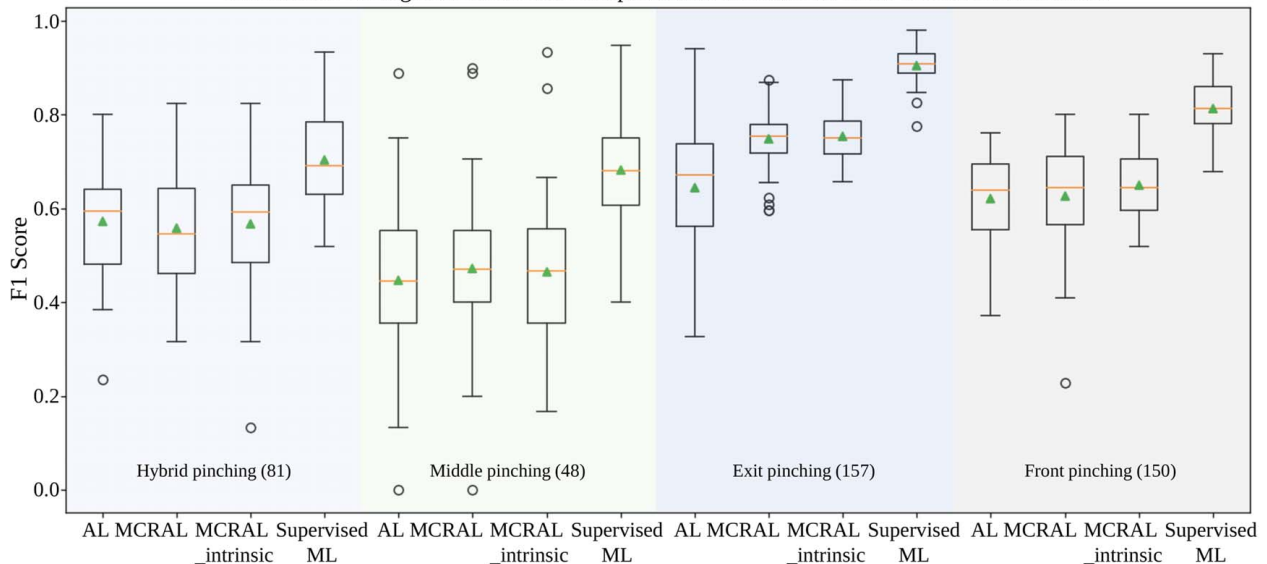 1.0
0.8
0.6
0.4
0.2
0.0
F1 Score
Hybrid pinching (81)
Middle pinching (48)
Exit pinching (157)
Front pinching (150)
AL MCRAL MCRAL Supervised AL MCRAL MCRAL Supervised AL MCRAL MCRAL Supervised AL MCRAL MCRAL Supervised
_intrinsic ML _intrinsic ML _intrinsic ML _intrinsic ML